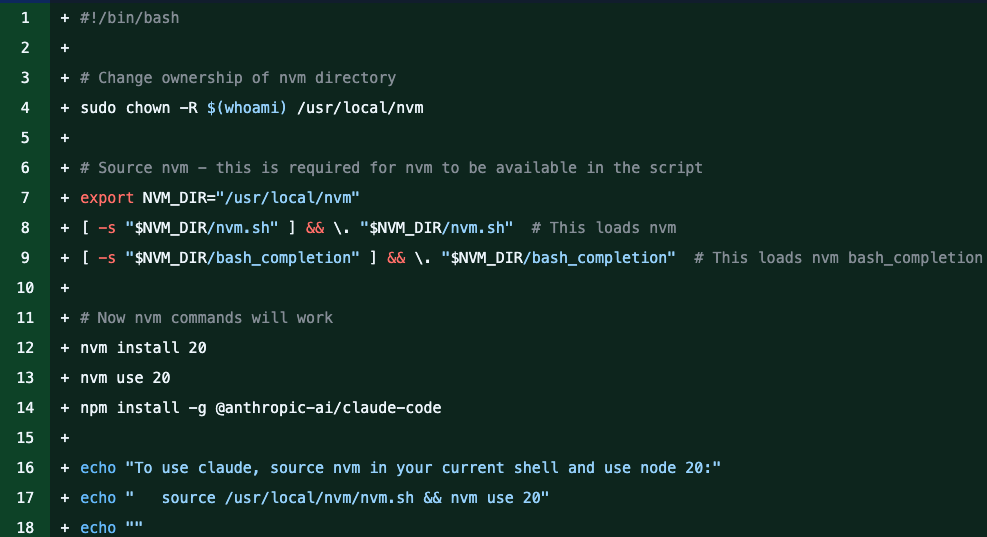 1 + #!/bin/bash
2 +
3 + # Change ownership of nvm directory
4 + sudo chown -R $(whoami) /usr/local/nvm
5 +
6 + # Source nvm - this is required for nvm to be available in the script
7 + export NVM_DIR="/usr/local/nvm"
8 + [ -s "$NVM_DIR/nvm.sh" ] && \. "$NVM_DIR/nvm.sh"  # This loads nvm
9 + [ -s "$NVM_DIR/bash_completion" ] && \. "$NVM_DIR/bash_completion"  # This loads nvm bash_completion
10 +
11 + # Now nvm commands will work
12 + nvm install 20
13 + nvm use 20
14 + npm install -g @anthropic-ai/claude-code
15 +
16 + echo "To use claude, source nvm in your current shell and use node 20:"
17 + echo "   source /usr/local/nvm/nvm.sh && nvm use 20"
18 + echo ""